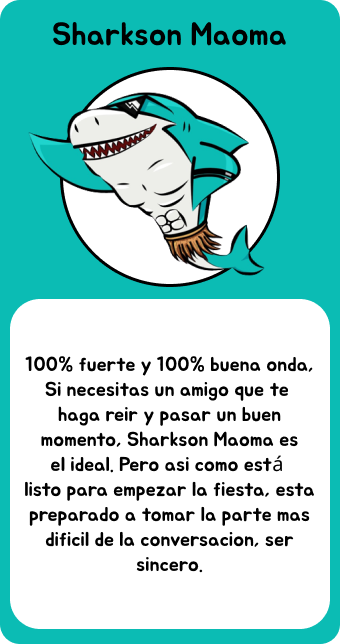 Sharkson Maoma
100% fuerte y 100% buena onda,
Si necesitas un amigo que te
haga reir y pasar un buen
momento, Sharkson Maoma es
el ideal. Pero asi como está
listo para empezar la fiesta, esta
preparado a tomar la parte mas
dificil de la conversacion, ser
sincero.